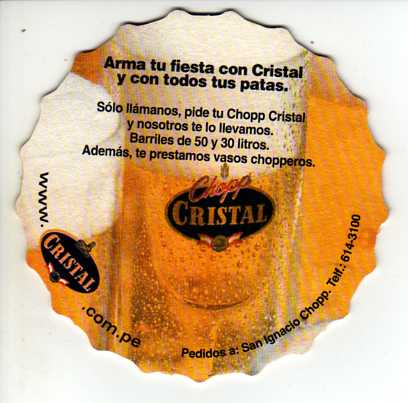 Arma tu fiesta con Cristal
y con todos tus patas.
Sólo llámanos, pide tu Chopp Cristal
y nosotros te lo llevamos.
Barriles de 50 y 30 litros.
Además, te prestamos vasos chopperos.
Chopp
CRISTAL
www.
CRISTAL
.com.pe
Pedidos a: San Ignacio Chopp. Telf.: 614-3100